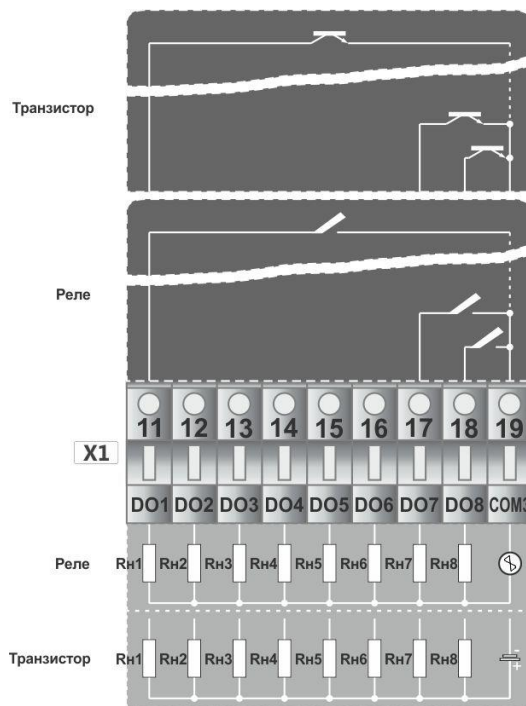 Транзистор
Реле
11 12 13 14 15 16 17 18 19
X1
DO1 DO2 DO3 DO4 DO5 DO6 DO7 DO8 COM3
Реле Rн1 Rн2 Rн3 Rн4 Rн5 Rн6 Rн7 Rн8
Транзистор Rн1 Rн2 Rн3 Rн4 Rн5 Rн6 Rн7 Rн8
- +